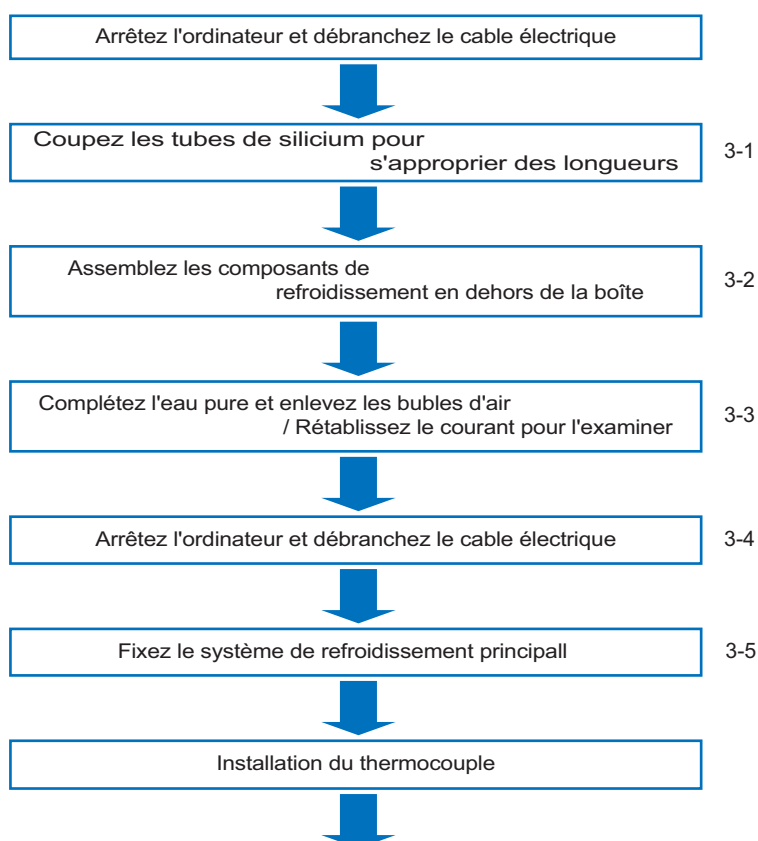 Arrêtez l'ordinateur et débranchez le cable électrique
Coupez les tubes de silicium pour
s'approprier des longueurs
3-1
Assemblez les composants de
refroidissement en dehors de la boîte
3-2
Complétez l'eau pure et enlevez les bubles d'air
/ Rétablissez le courant pour l'examiner
3-3
Arrêtez l'ordinateur et débranchez le cable électrique
3-4
Fixez le système de refroidissement principall
3-5
Installation du thermocouple